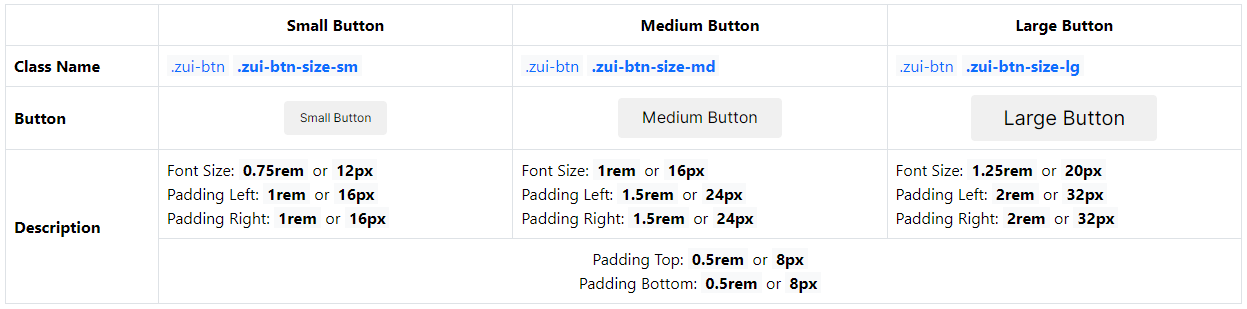 Small Button Medium Button Large Button
Class Name .zui-btn .zui-btn-size-sm .zui-btn .zui-btn-size-md .zui-btn .zui-btn-size-lg
Button Small Button Medium Button Large Button
Description
Font Size: 0.75rem or 12px
Padding Left: 1rem or 16px
Padding Right: 1rem or 16px
Font Size: 1rem or 16px
Padding Left: 1.5rem or 24px
Padding Right: 1.5rem or 24px
Font Size: 1.25rem or 20px
Padding Left: 2rem or 32px
Padding Right: 2rem or 32px
Padding Top: 0.5rem or 8px
Padding Bottom: 0.5rem or 8px